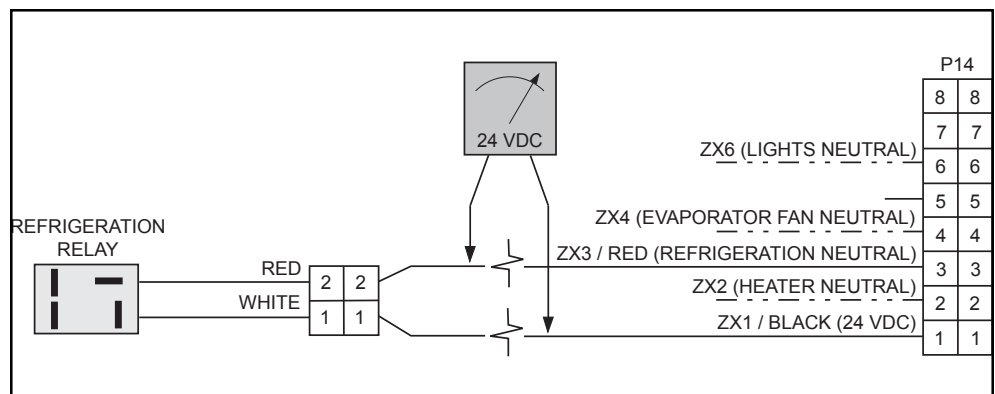 P14
8 8
24 VDC
7 7
ZX6 (LIGHTS NEUTRAL)
6 6
5 5
ZX4 (EVAPORATOR FAN NEUTRAL)
4 4
REFRIGERATION
RELAY
ZX3 / RED (REFRIGERATION NEUTRAL)
3 3
RED
2 2
ZX2 (HEATER NEUTRAL)
2 2
WHITE
1 1
ZX1 / BLACK (24 VDC)
1 1